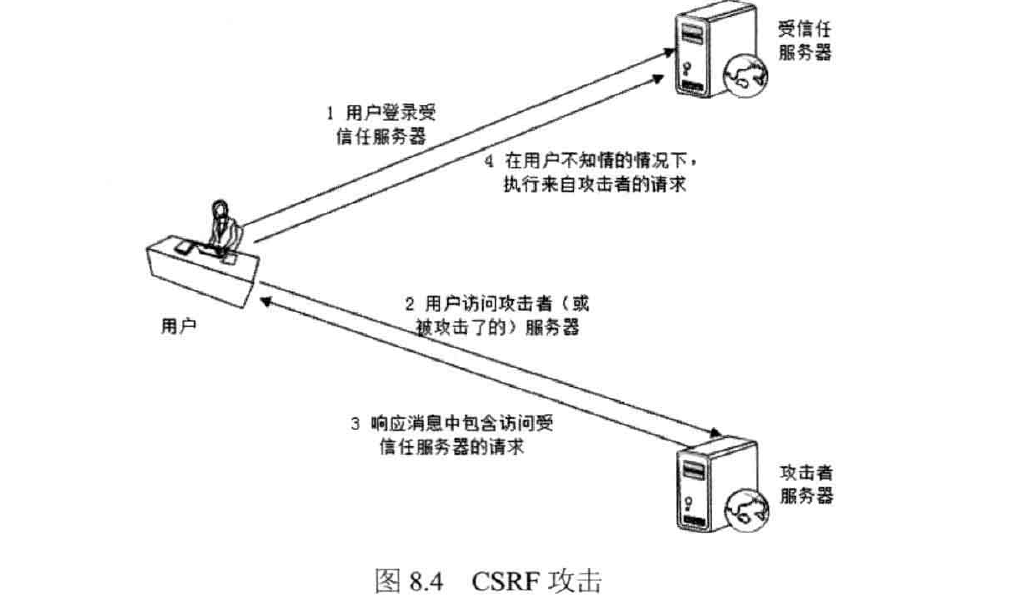 受信任
服务器
1 用户登录受
信任服务器
4 在用户不知情的情况下，
执行来自攻击者的请求
用户
2 用户访问攻击者（或
被攻击了的）服务器
3 响应消息中包含访问受
信任服务器的请求
攻击者
服务器
图 8.4 CSRF 攻击